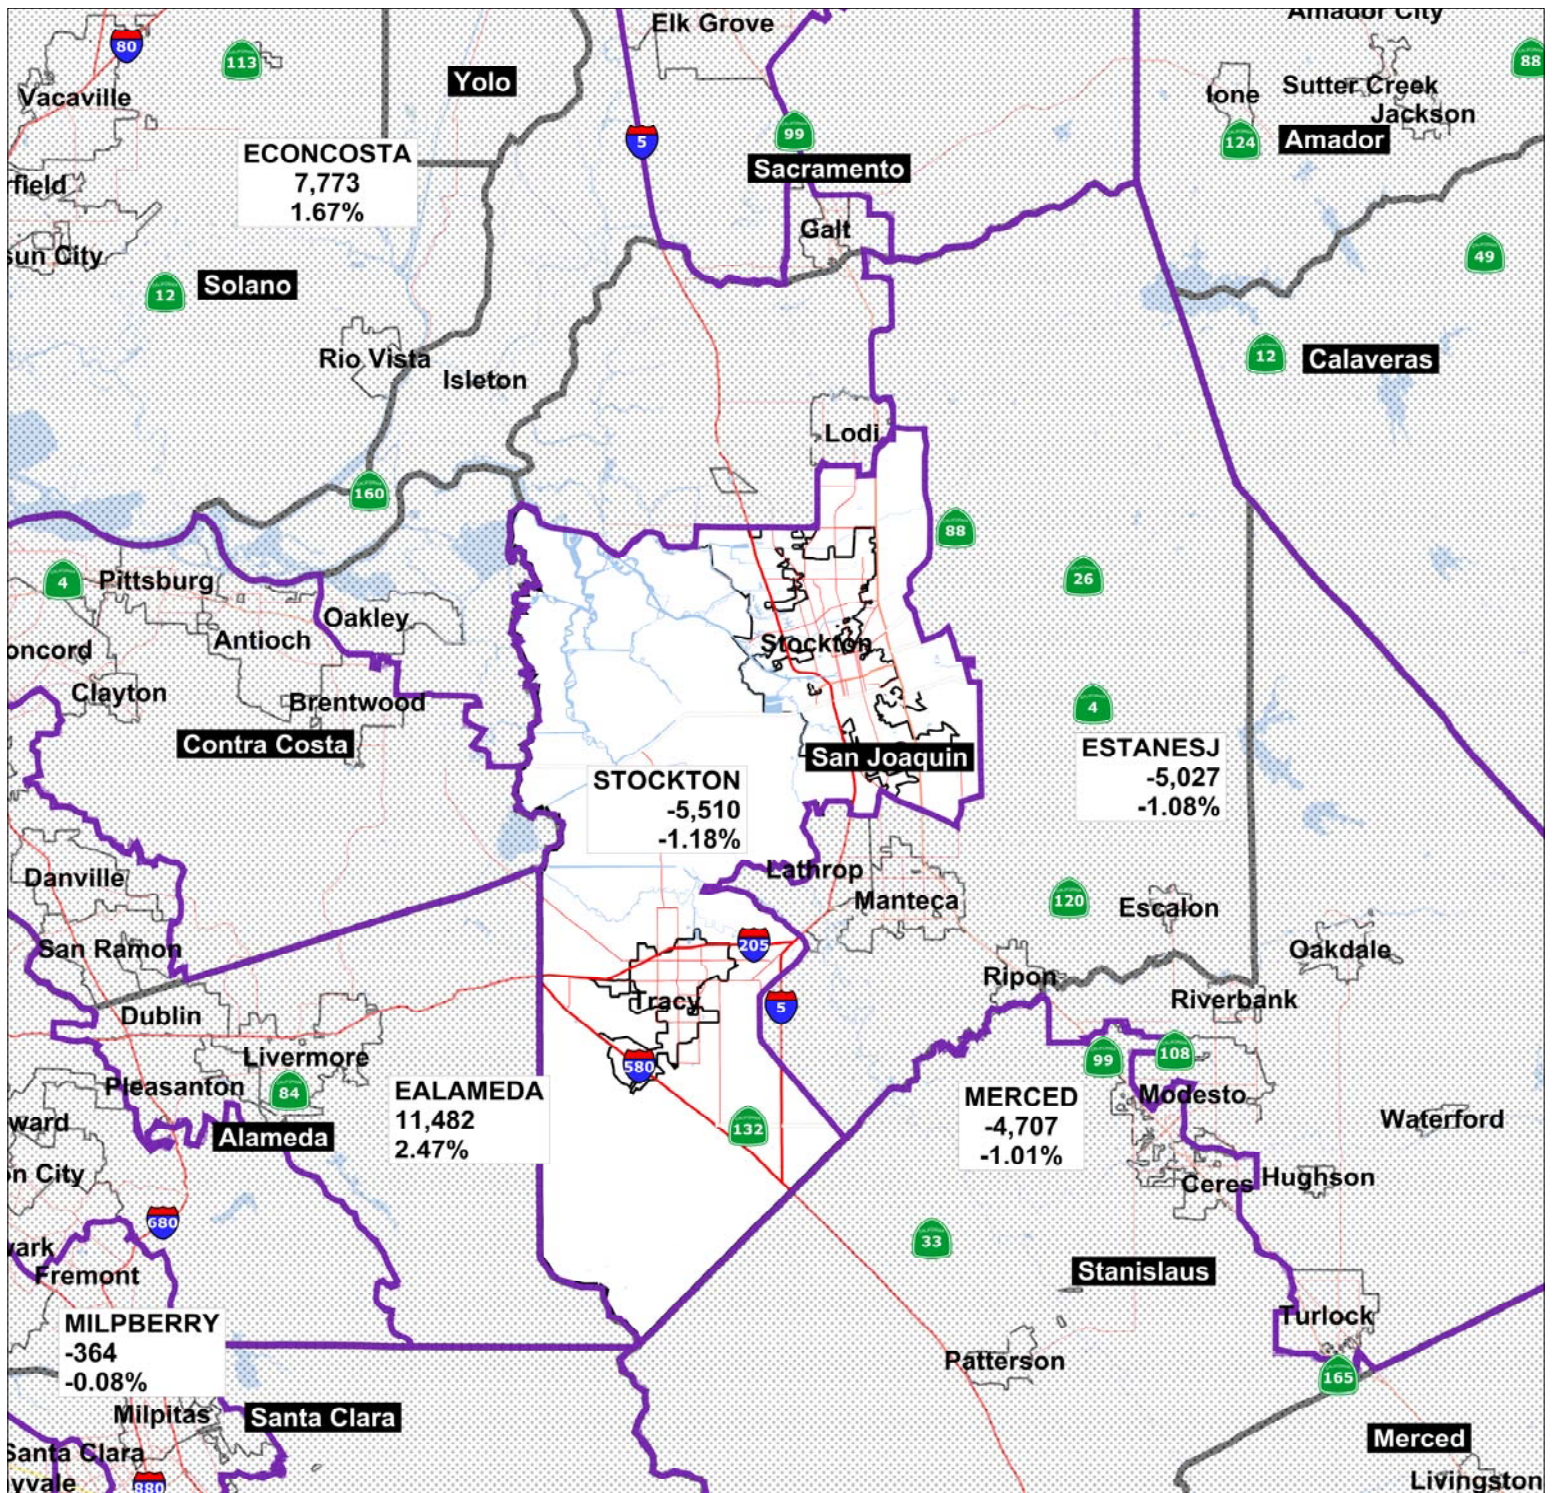 Elk Grove
Amador City
80
113
Vacaville
Yolo
88
Ione
Sutter Creek
Jackson
99
5
124
Amador
ECONCOSTA
7,773
1.67%
Sacramento
rfield
Galt
sun City
49
12
Solano
12
Calaveras
Rio Vista
Isleton
Lodi
160
88
4
Pittsburg
26
Oakley
Antioch
oncord
Stockton
Clayton
Brentwood
4
Contra Costa
San Joaquin
ESTANESJ
-5,027
-1.08%
STOCKTON
-5,510
-1.18%
Danville
Lathrop
Manteca
120
Escalon
San Ramon
205
Oakdale
Ripon
Tracy
5
Riverbank
Dublin
Livermore
580
99
108
Pleasanton
84
EALAMEDA
11,482
2.47%
MERCED
-4,707
-1.01%
Modesto
ward
132
Waterford
Alameda
on City
Ceres
Hughson
680
33
ark
Fremont
Stanislaus
MILPBERRY
-364
-0.08%
Turlock
Patterson
165
Milpitas
Santa Clara
Merced
Santa Clara
yvale
880
Livingston